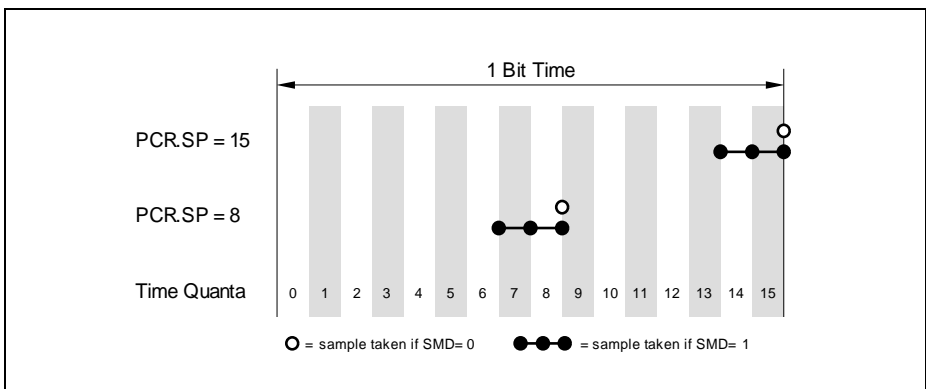 1 Bit Time
PCR.SP = 15
PCR.SP = 8
Time Quanta 0 1 2 3 4 5 6 7 8 9 10 11 12 13 14 15
= sample taken if SMD= 0 = sample taken if SMD= 1